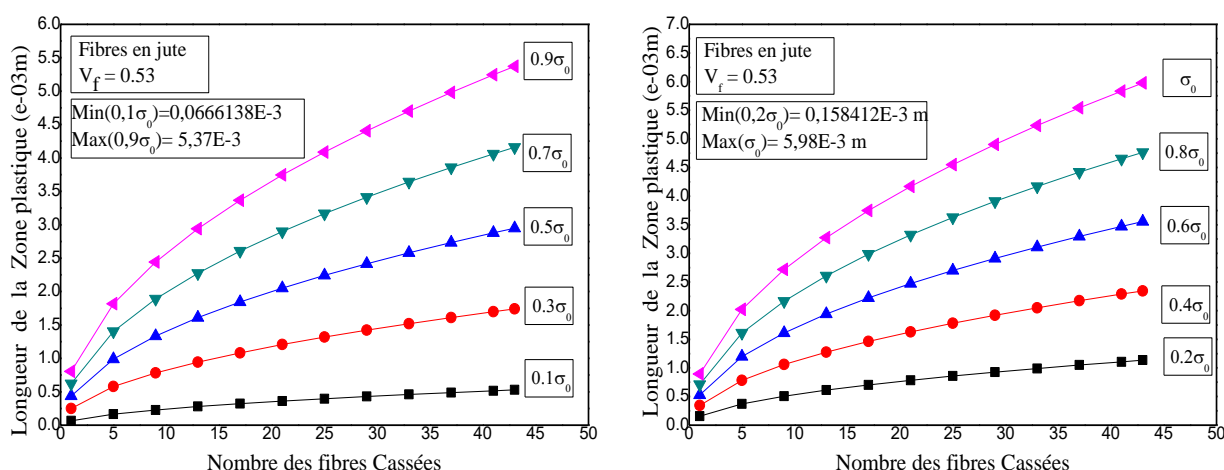 Longueur de la Zone plastique (e-03m)
6.0
5.5
5.0
4.5
4.0
3.5
3.0
2.5
2.0
1.5
1.0
0.5
0.0
Fibres en jute
V_f = 0.53
Min(0,1σ₀)=0,0666138E-3
Max(0,9σ₀)= 5,37E-3
0.9σ₀
0.7σ₀
0.5σ₀
0.3σ₀
0.1σ₀
0 5 10 15 20 25 30 35 40 45 50
Nombre des fibres Cassées
Longueur de la Zone plastique (e-03m)
7.0
6.5
6.0
5.5
5.0
4.5
4.0
3.5
3.0
2.5
2.0
1.5
1.0
0.5
0.0
Fibres en jute
V_f = 0.53
Min(0,2σ₀)= 0,158412E-3 m
Max(σ₀)= 5,98E-3 m
σ₀
0.8σ₀
0.6σ₀
0.4σ₀
0.2σ₀
0 5 10 15 20 25 30 35 40 45 50
Nombre des fibres Cassées